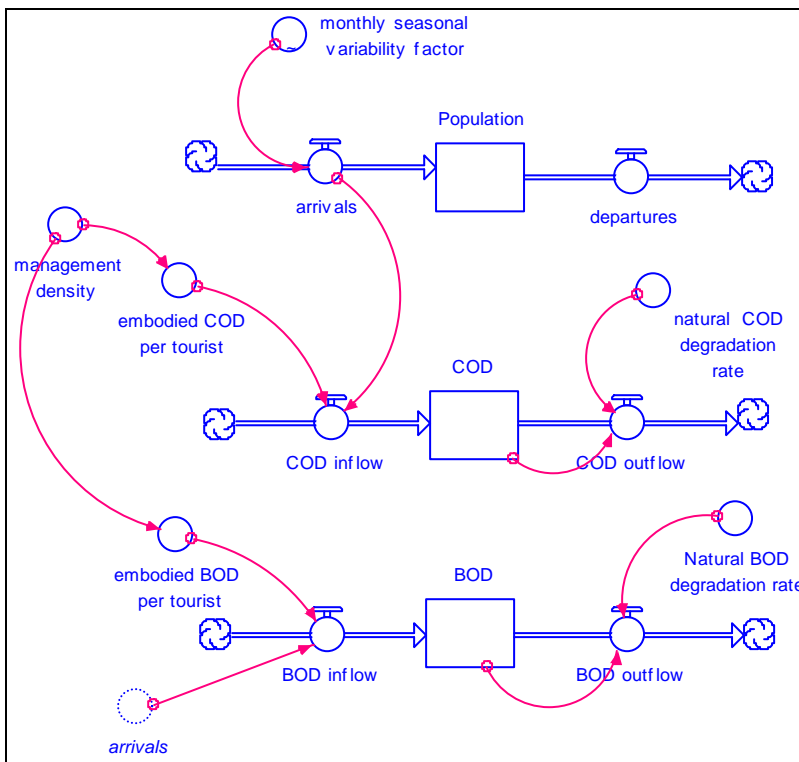 monthly seasonal
variability factor
Population
arrivals
departures
management
density
embodied COD
per tourist
natural COD
degradation
rate
COD
COD inflow
COD outflow
embodied BOD
per tourist
BOD
Natural BOD
degradation rate
BOD inflow
BOD outflow
arrivals